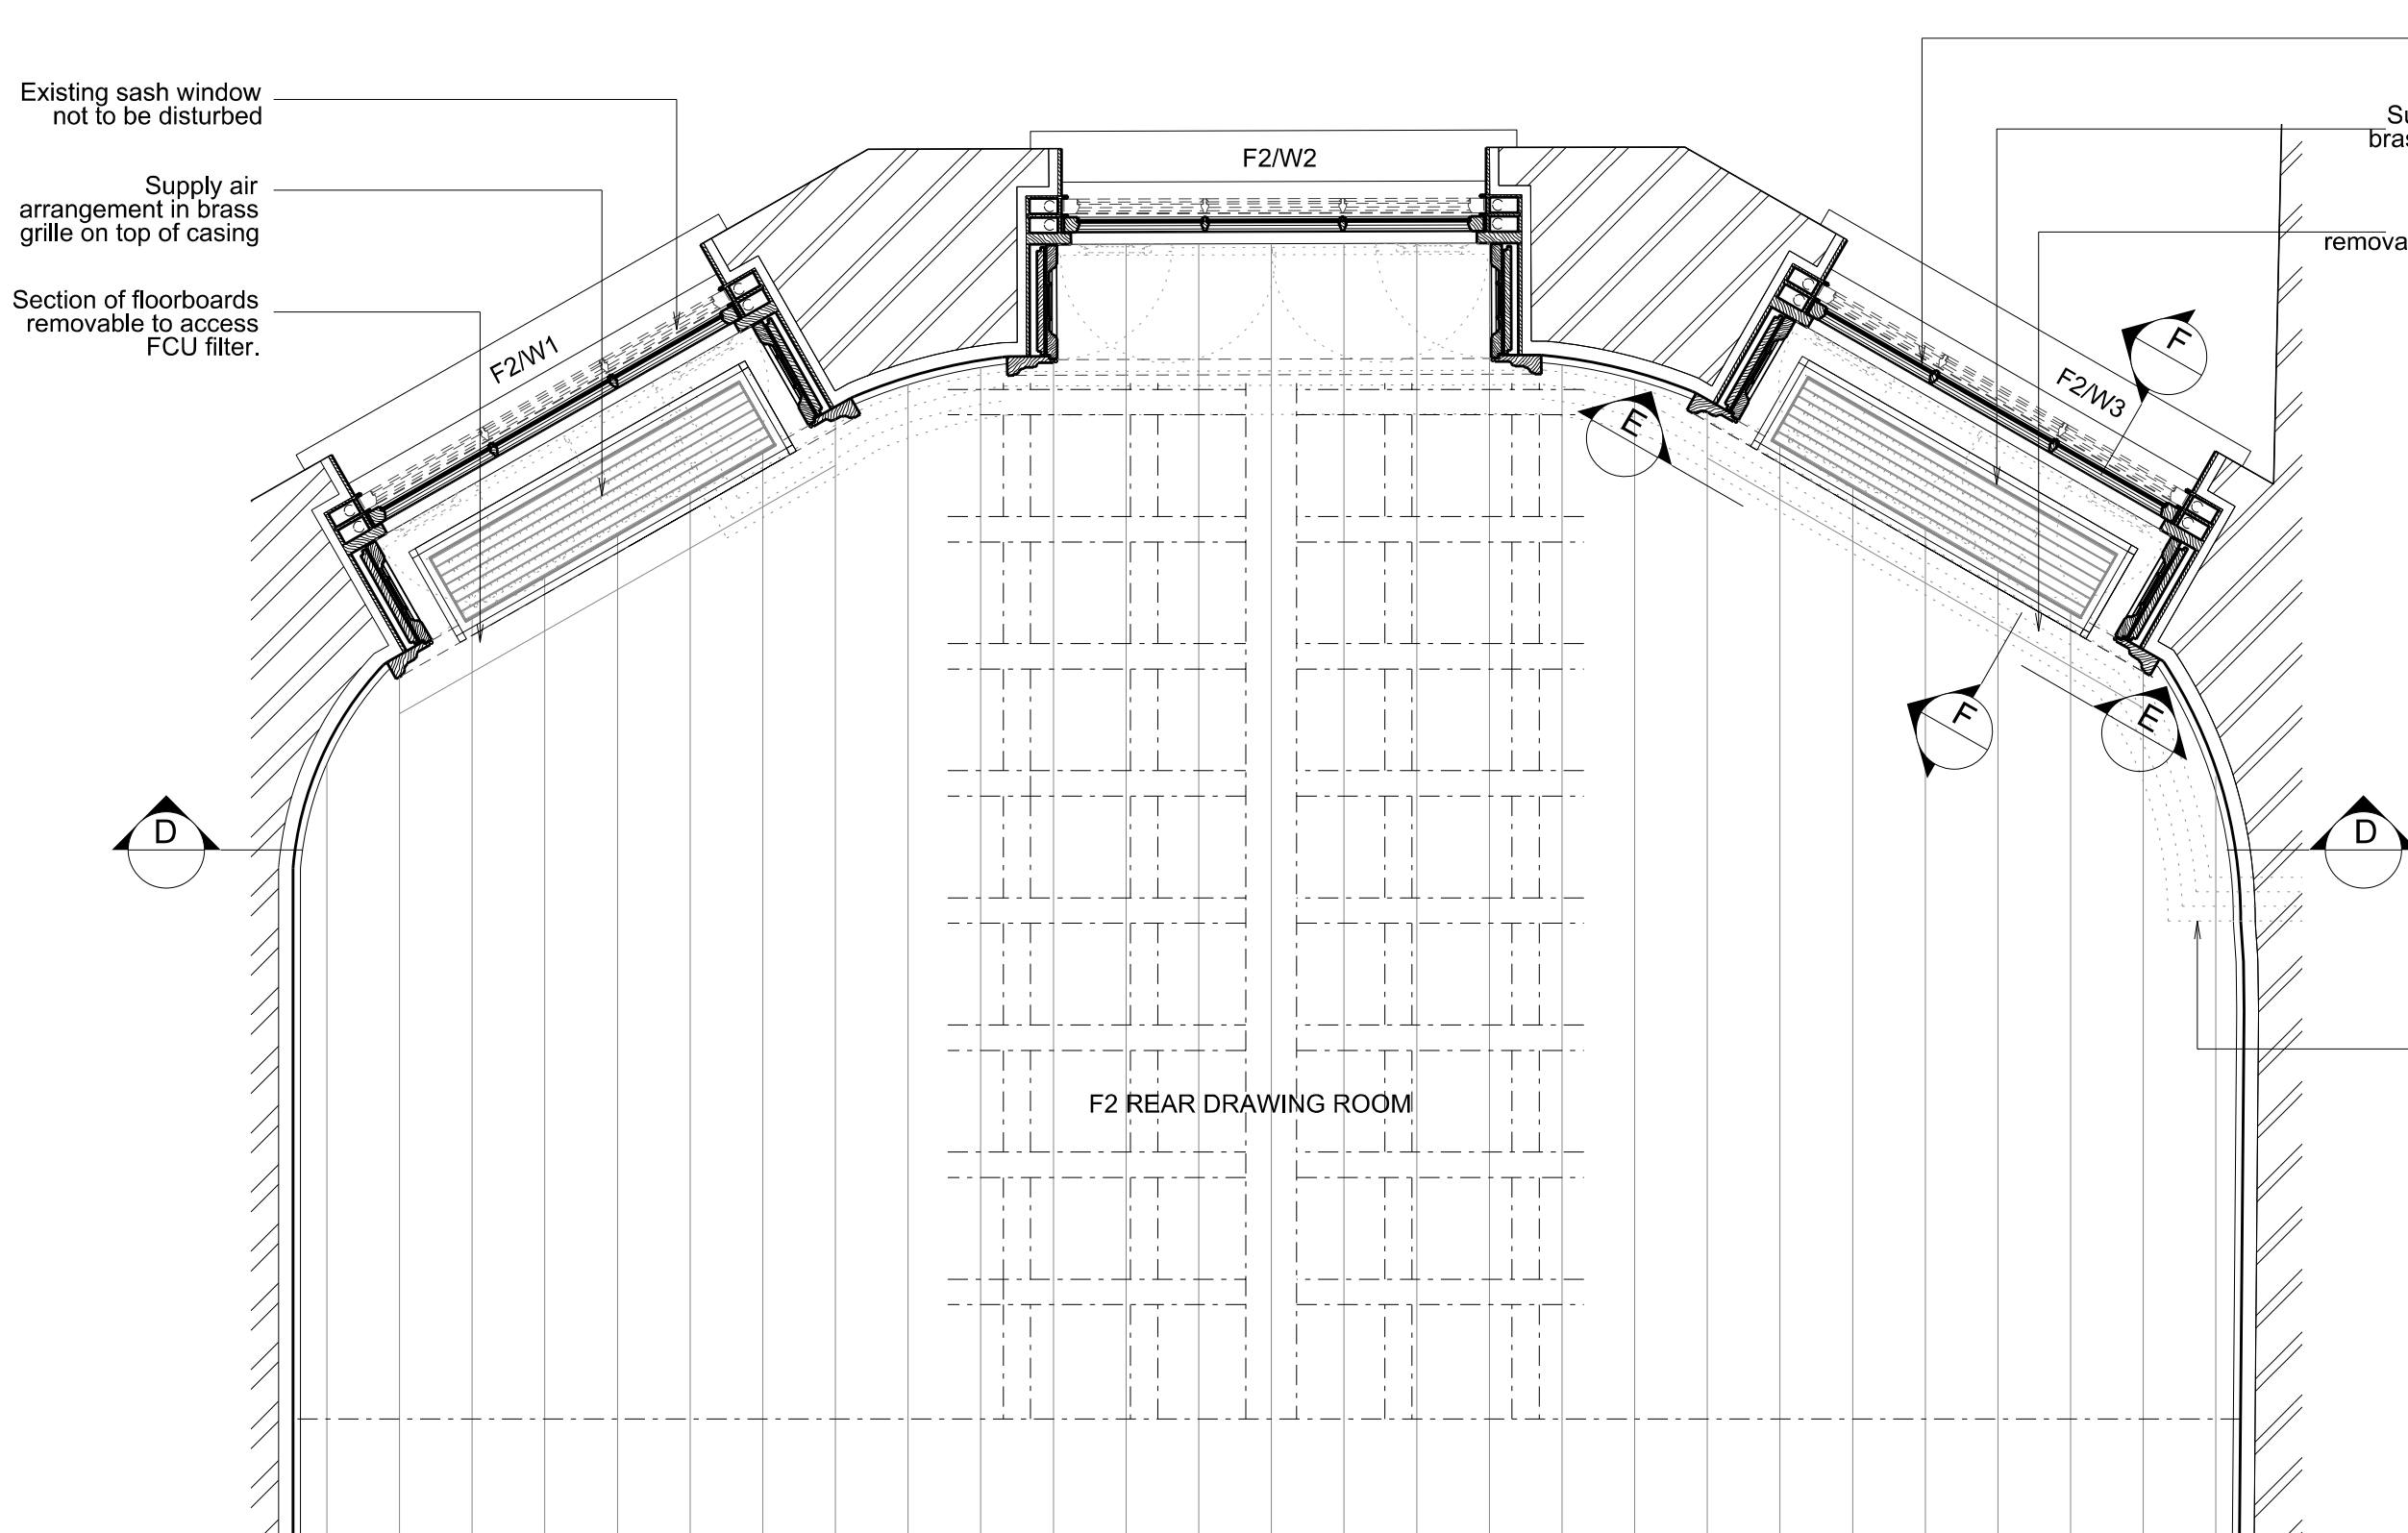 Existing sash window
not to be disturbed
Supply air
arrangement in brass
grille on top of casing
Section of floorboards
removable to access
FCU filter.
F2/W1
F2/W2
F2/W3
F
E
F
E
D
D
F2 REAR DRAWING ROOM